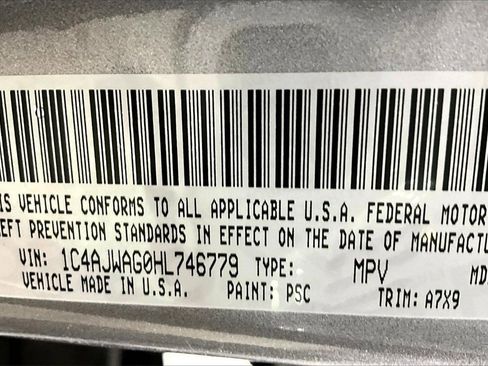 IS VEHICLE CONFORMS TO ALL APPLICABLE U.S.A. FEDERAL MOTOR
EFT PREVENTION STANDARDS IN EFFECT ON THE DATE OF MANUFACTU
VIN: 1C4AJWAG0HL746779 TYPE: MPV MD
VEHICLE MADE IN U.S.A. PAINT: PSC TRIM: A7X9